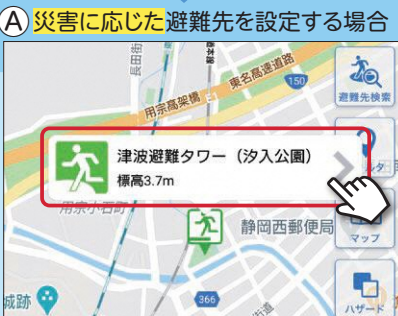 Ⓐ 災害に応じた避難先を設定する場合
長田街
東名高速道路
150
用宗高架橋
避難先検索
津波避難タワー（汐入公園）
標高3.7m
用宗小石町
静岡西郵便局
マップ
城跡
366
ハザード